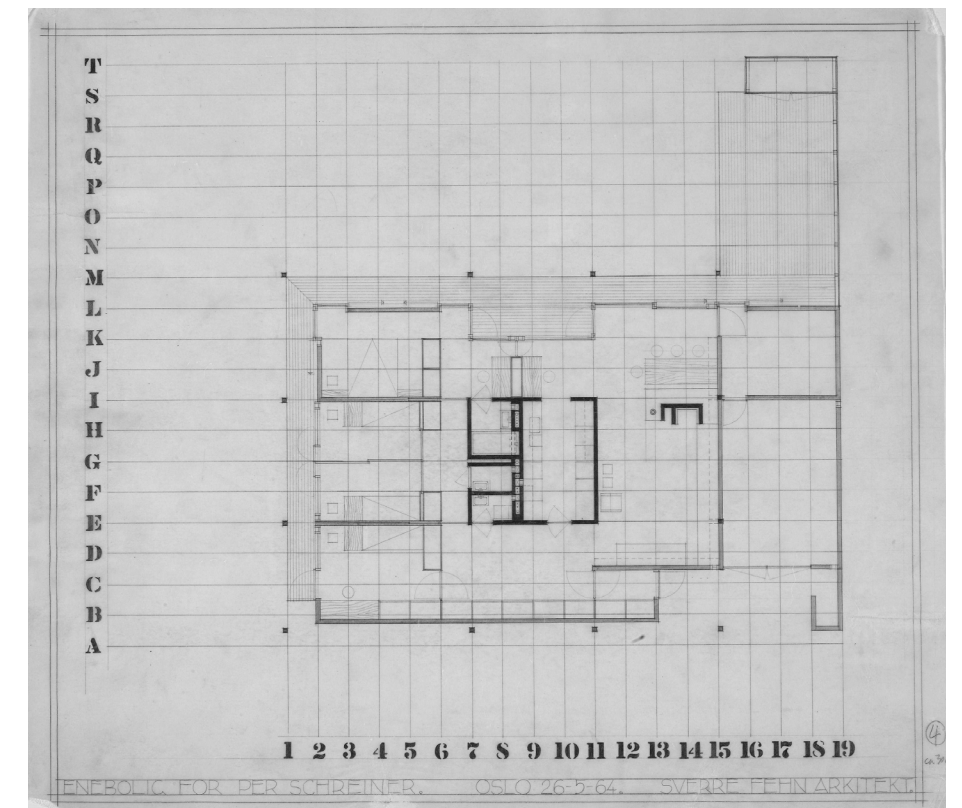 T
S
R
Q
P
O
N
M
L
K
J
I
H
G
F
E
D
C
B
A
1 2 3 4 5 6 7 8 9 10 11 12 13 14 15 16 17 18 19
4
ENEBOLIG FOR PER SCHREINER. OSLO 26-5-64. SVERRE FEHN ARKITEKT.